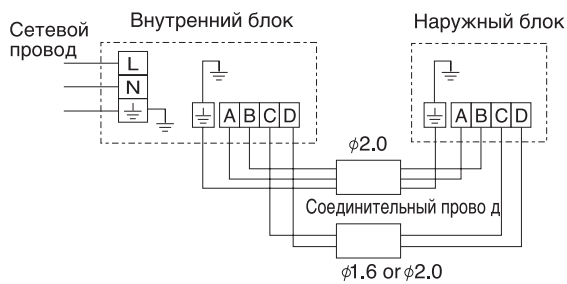 Внутренний блок
Наружный блок
Сетевой
провод
L
N
A B C D
A B C D
ϕ2.0
Соединительный прово д
ϕ1.6 or ϕ2.0